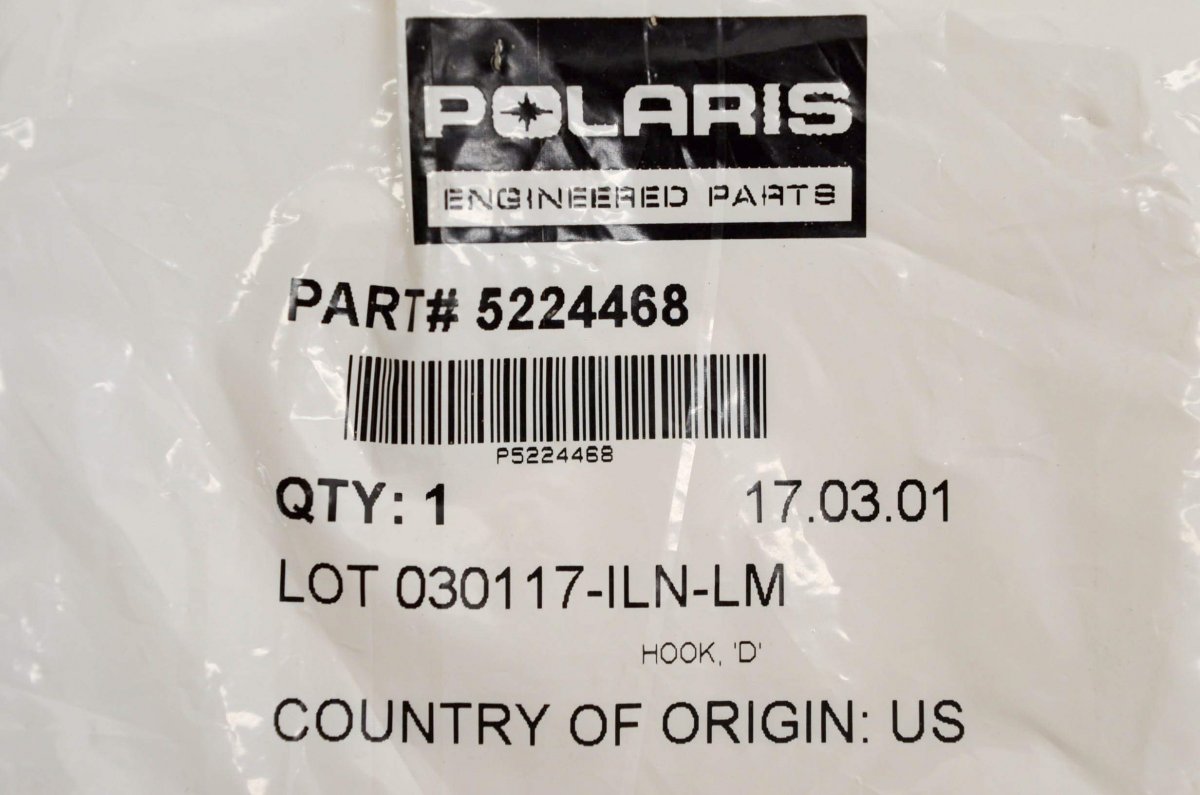 POLARIS
ENGINEERED PARTS
PART# 5224468
P5224468
QTY: 1 17.03.01
LOT 030117-ILN-LM
HOOK, 'D'
COUNTRY OF ORIGIN: US